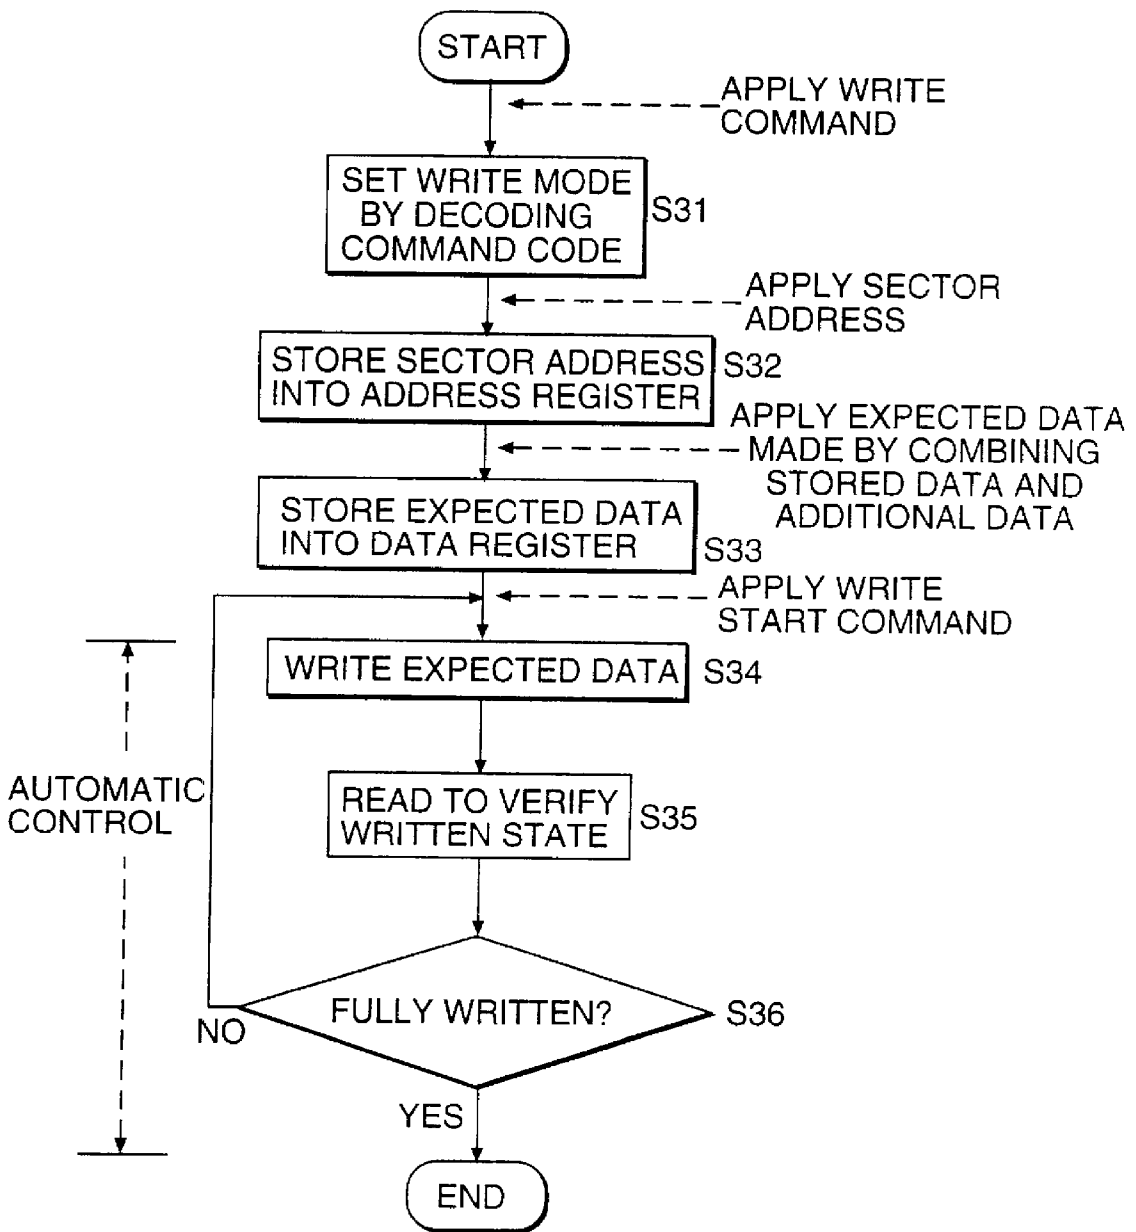 START
APPLY WRITE
COMMAND
SET WRITE MODE
BY DECODING
COMMAND CODE
S31
APPLY SECTOR
ADDRESS
STORE SECTOR ADDRESS
INTO ADDRESS REGISTER
S32
APPLY EXPECTED DATA
MADE BY COMBINING
STORED DATA AND
ADDITIONAL DATA
STORE EXPECTED DATA
INTO DATA REGISTER
S33
APPLY WRITE
START COMMAND
WRITE EXPECTED DATA
S34
AUTOMATIC
CONTROL
READ TO VERIFY
WRITTEN STATE
S35
FULLY WRITTEN?
S36
NO
YES
END